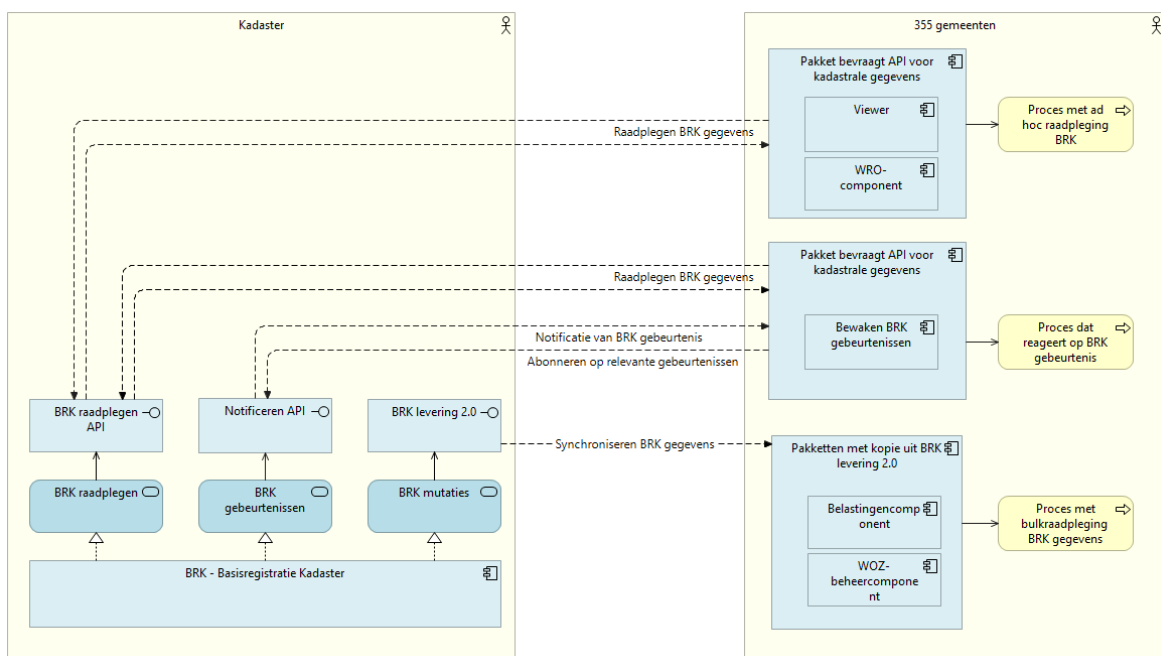 Kadaster
355 gemeenten
Pakket bevraagt API voor
kadastrale gegevens
Viewer
WRO-
component
Proces met ad
hoc raadpleging
BRK
Raadplegen BRK gegevens
Pakket bevraagt API voor
kadastrale gegevens
Raadplegen BRK gegevens
Bewaken BRK
gebeurtenissen
Proces dat
reageert op BRK
gebeurtenis
Notificatie van BRK gebeurtenis
Abonneren op relevante gebeurtenissen
BRK raadplegen
API
Notificeren API
BRK levering 2.0
Synchroniseren BRK gegevens
Pakketten met kopie uit BRK
levering 2.0
BRK raadplegen
BRK
gebeurtenissen
BRK mutaties
Belastingencomp
onent
Proces met
bulkraadpleging
BRK gegevens
WOZ-
beheercompone
nt
BRK - Basisregistratie Kadaster